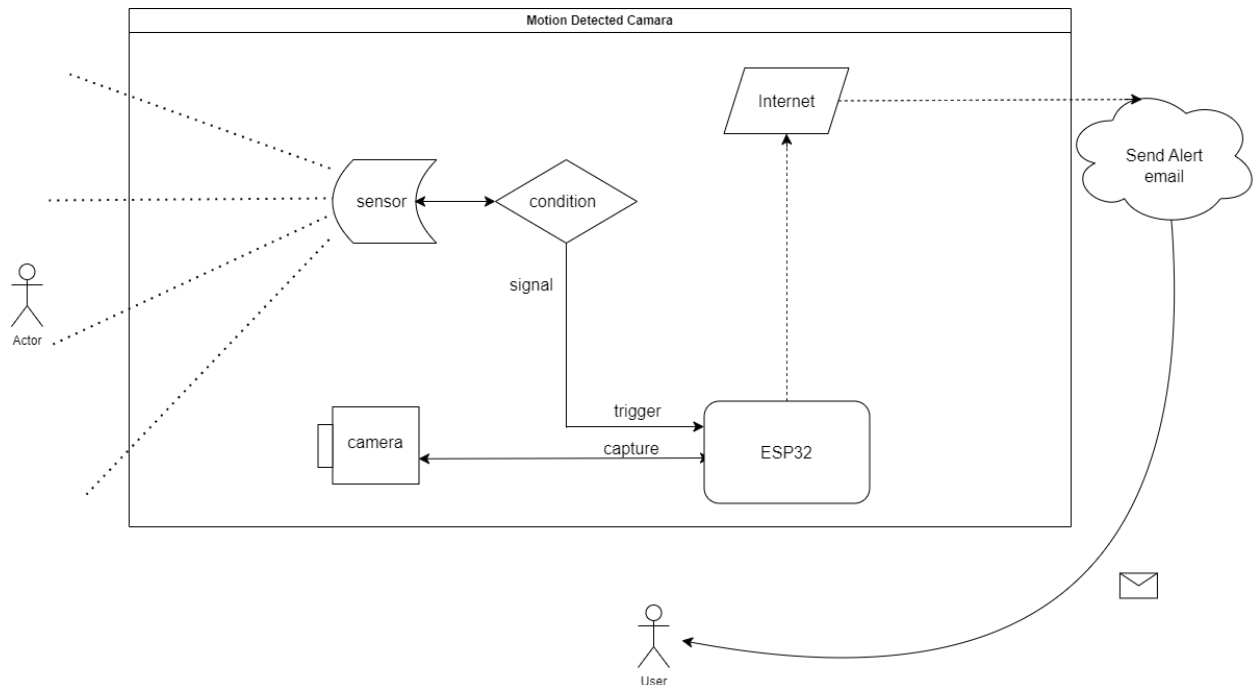 Motion Detected Camara
Internet
Send Alert
email
sensor
condition
signal
Actor
trigger
camera
capture
ESP32
User